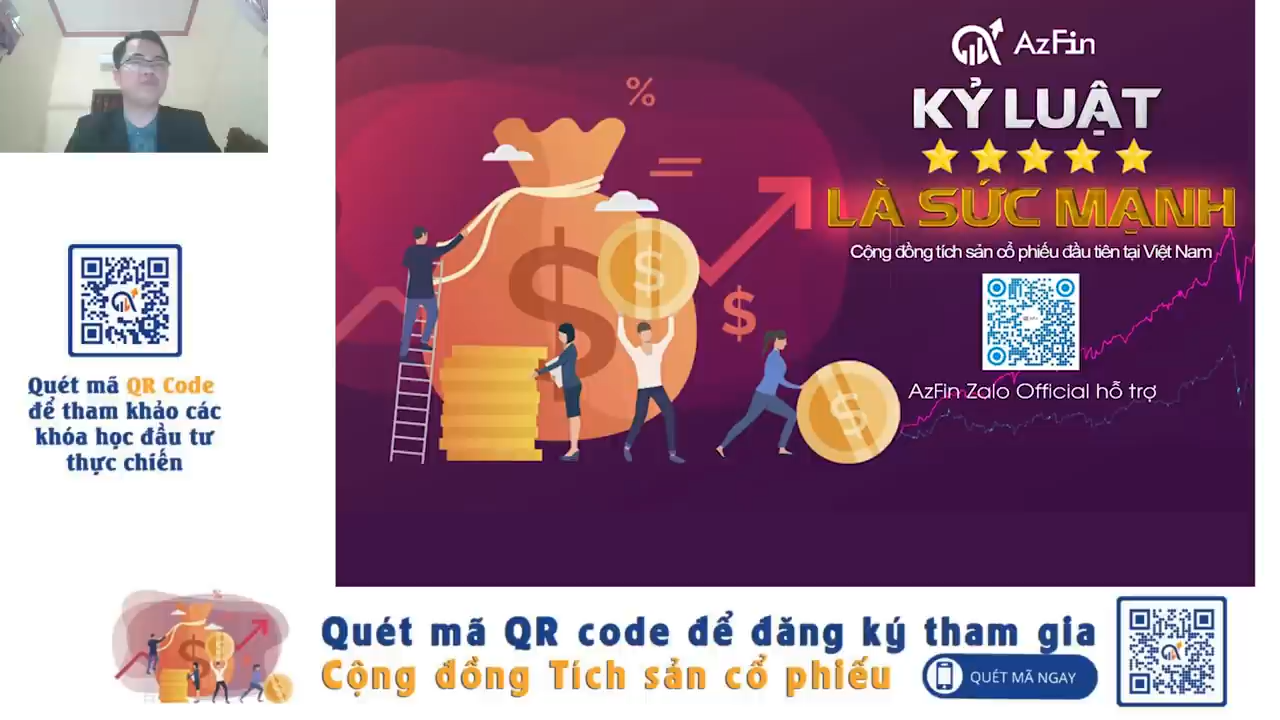 AzFin
KỶ LUẬT
LÀ SỨC MẠNH
Cộng đồng tích sản cổ phiếu đầu tiên tại Việt Nam
AzFin Zalo Official hỗ trợ
Quét mã QR Code
để tham khảo các
khóa học đầu tư
thực chiến
Quét mã QR code để đăng ký tham gia
Cộng đồng Tích sản cổ phiếu
QUÉT MÃ NGAY